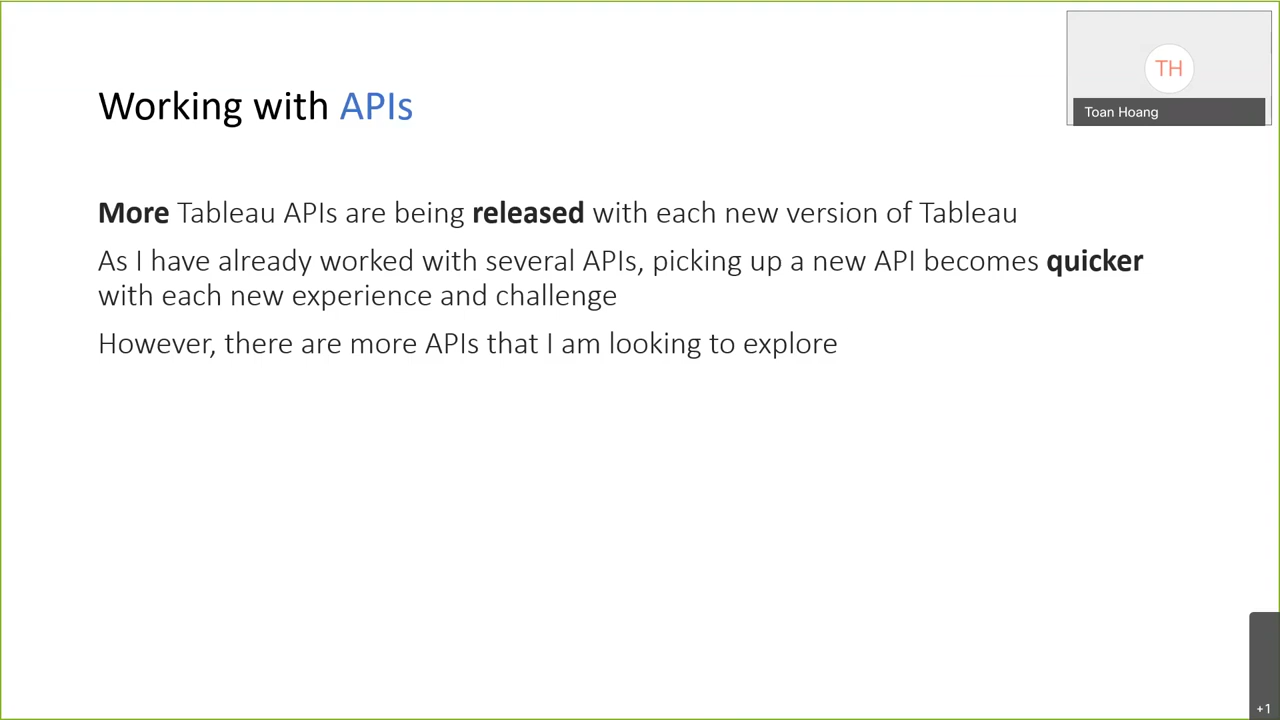 Working with APIs
TH
Toan Hoang
More Tableau APIs are being released with each new version of Tableau
As I have already worked with several APIs, picking up a new API becomes quicker
with each new experience and challenge
However, there are more APIs that I am looking to explore
+1